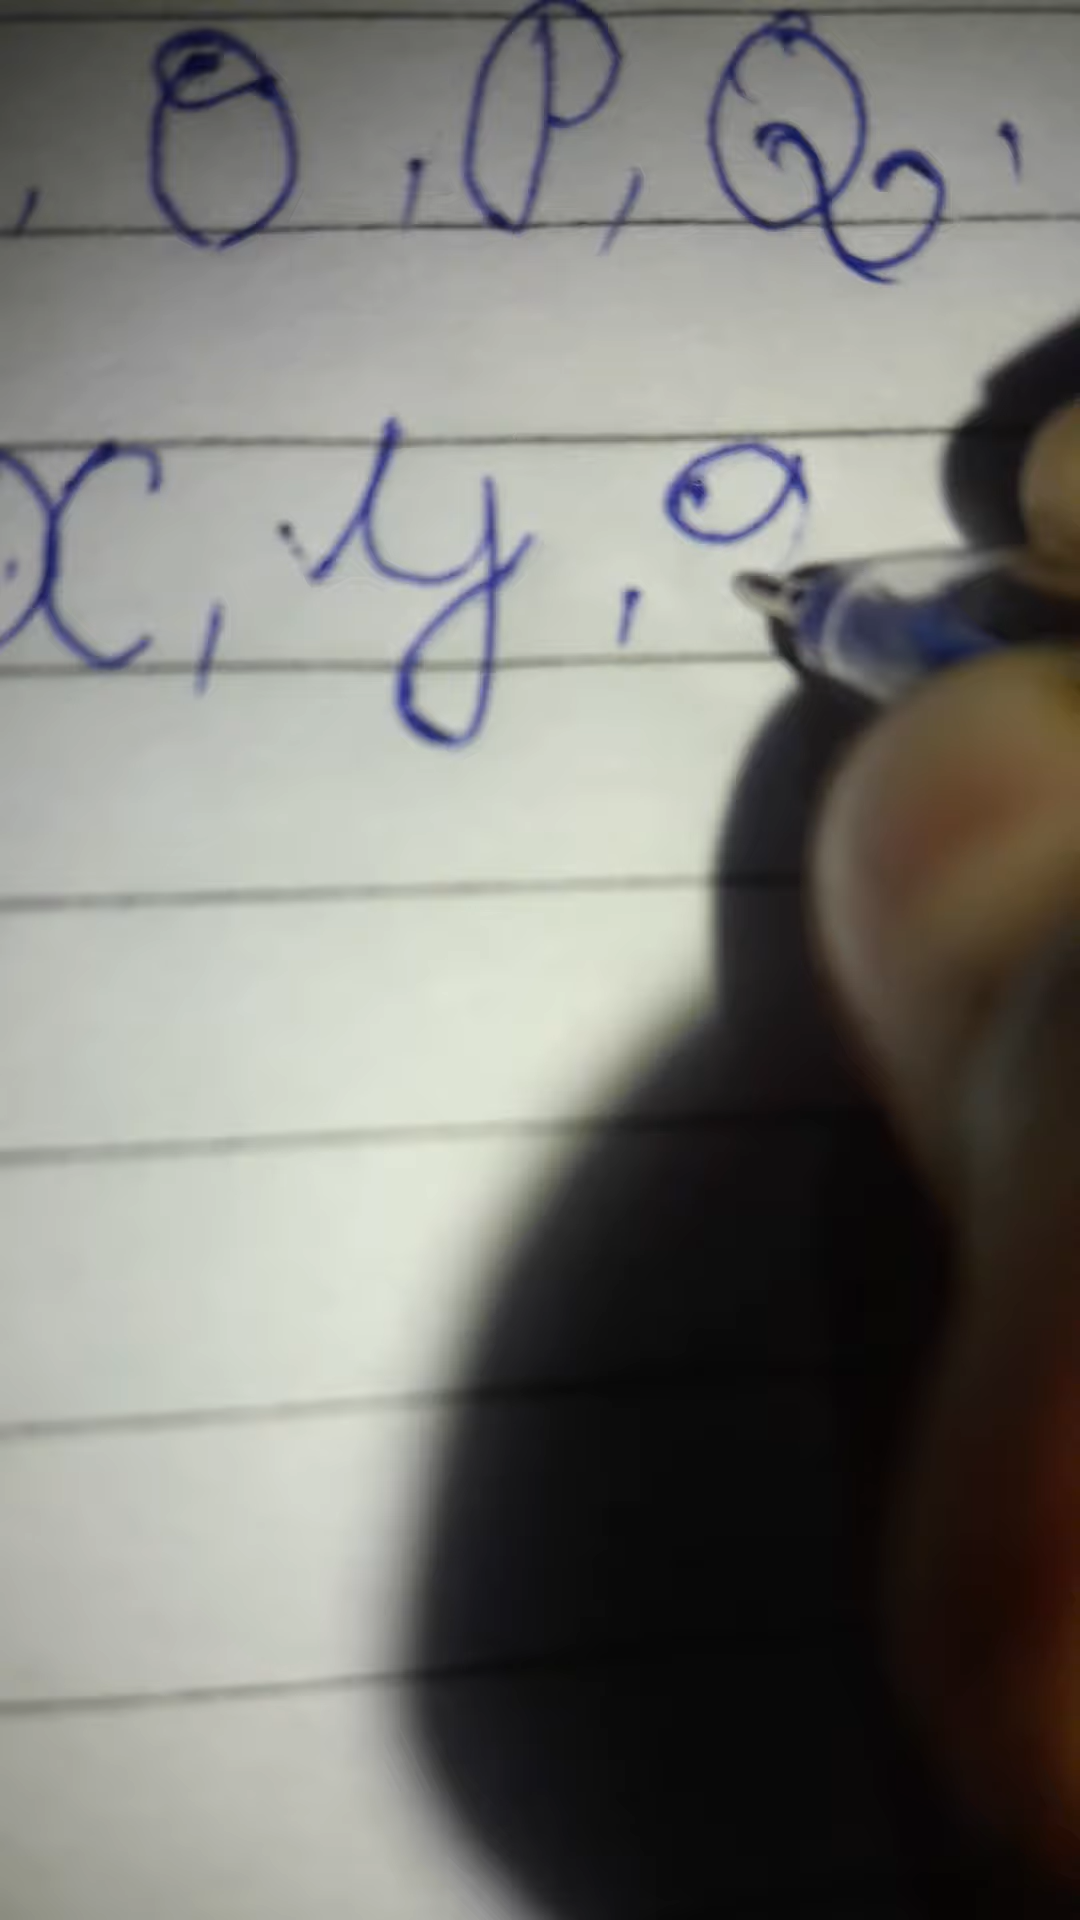 , O , P, Q,
X, Y,